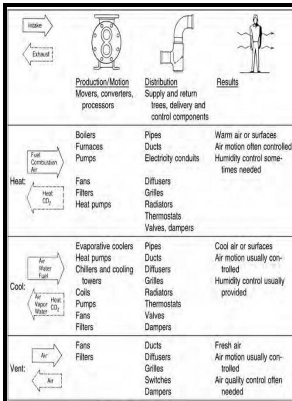 Intake
Exhaust
Production/Motion
Movers, converters,
processors
Distribution
Supply and return
trees, delivery and
control components
Results
Heat:
Fuel
Combustion
Air
Heat
CO2
Boilers
Furnaces
Pumps
Fans
Filters
Heat pumps
Pipes
Ducts
Electricity conduits
Diffusers
Grilles
Radiators
Thermostats
Valves, dampers
Warm air or surfaces
Air motion often controlled
Humidity control some-
times needed
Cool:
Air
Water
Fuel
Air
Vapor
Water
Heat
CO2
Evaporative coolers
Heat pumps
Chillers and cooling
towers
Coils
Pumps
Fans
Filters
Pipes
Ducts
Diffusers
Grilles
Radiators
Thermostats
Valves
Dampers
Cool air or surfaces
Air motion usually con-
trolled
Humidity control usually
provided
Vent:
Air
Air
Fans
Filters
Ducts
Diffusers
Grilles
Switches
Dampers
Fresh air
Air motion usually con-
trolled
Air quality control often
needed